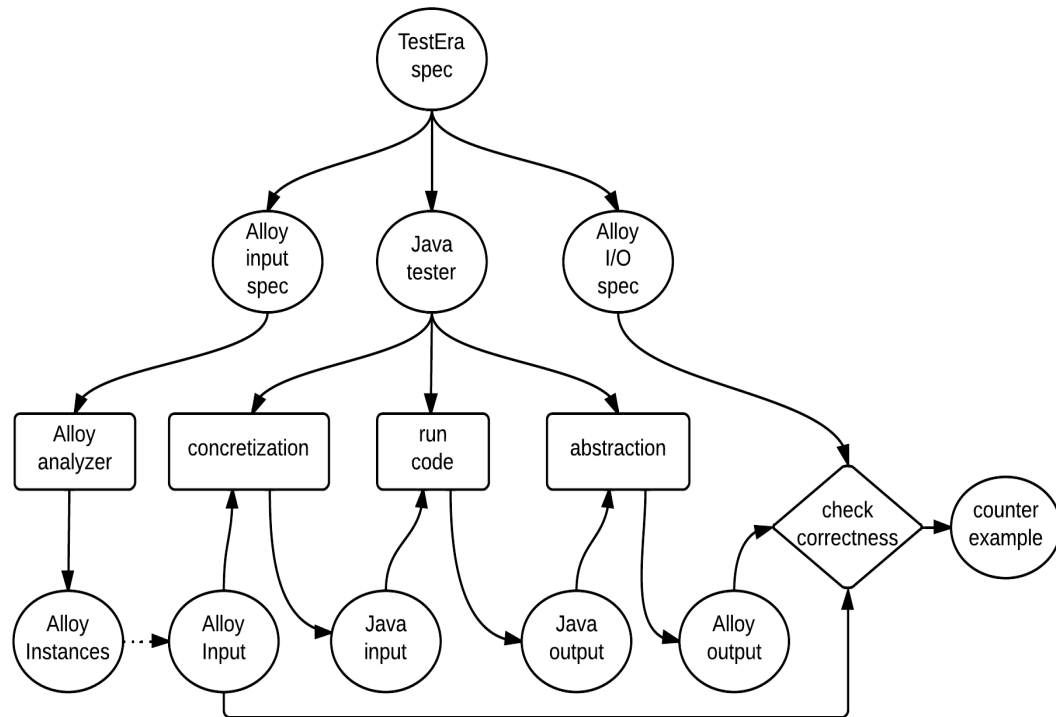 TestEra
spec
Alloy
input
spec
Java
tester
Alloy
I/O
spec
Alloy
analyzer
concretization
run
code
abstraction
check
correctness
counter
example
Alloy
Instances
Alloy
Input
Java
input
Java
output
Alloy
output